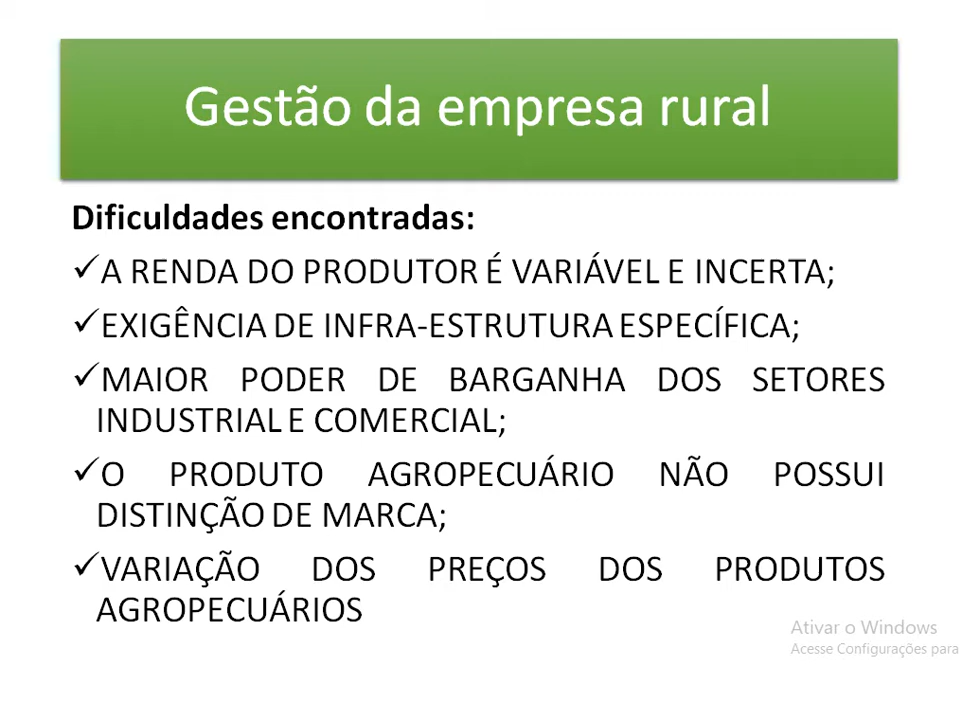 Gestão da empresa rural
Dificuldades encontradas:
✓A RENDA DO PRODUTOR É VARIÁVEL E INCERTA;
✓EXIGÊNCIA DE INFRA-ESTRUTURA ESPECÍFICA;
✓MAIOR PODER DE BARGANHA DOS SETORES
INDUSTRIAL E COMERCIAL;
✓O PRODUTO AGROPECUÁRIO NÃO POSSUI
DISTINÇÃO DE MARCA;
✓VARIAÇÃO DOS PREÇOS DOS PRODUTOS
AGROPECUÁRIOS
Ativar o Windows
Acesse Configurações para